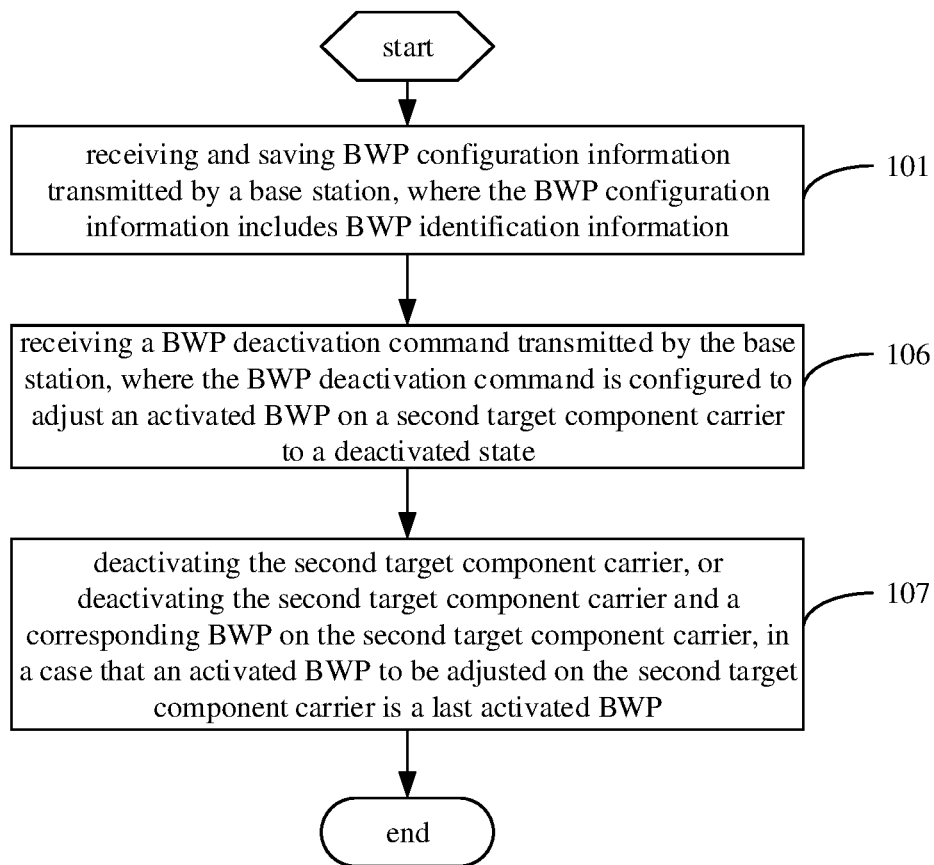 start
receiving and saving BWP configuration information
transmitted by a base station, where the BWP configuration
information includes BWP identification information
101
receiving a BWP deactivation command transmitted by the base
station, where the BWP deactivation command is configured to
adjust an activated BWP on a second target component carrier
to a deactivated state
106
deactivating the second target component carrier, or
deactivating the second target component carrier and a
corresponding BWP on the second target component carrier, in
a case that an activated BWP to be adjusted on the second target
component carrier is a last activated BWP
107
end